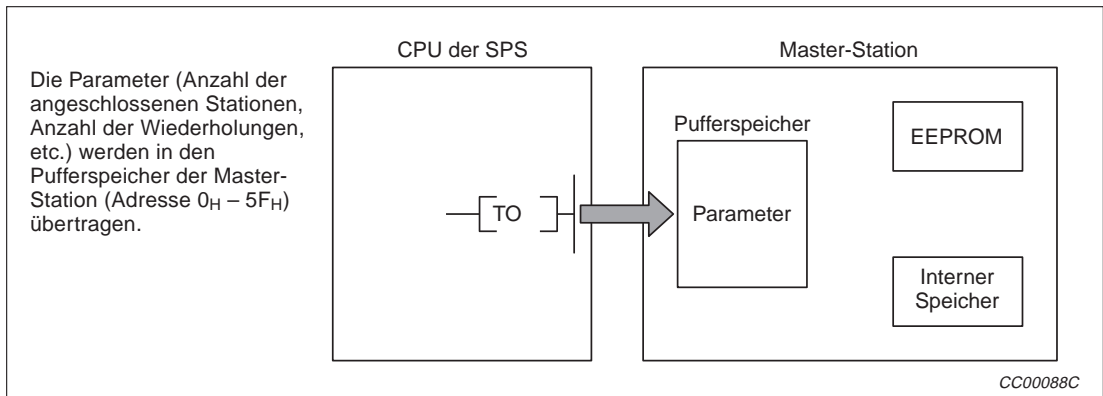 Die Parameter (Anzahl der
angeschlossenen Stationen,
Anzahl der Wiederholungen,
etc.) werden in den
Pufferspeicher der Master-
Station (Adresse 0H – 5FH)
übertragen.
CPU der SPS
TO
Master-Station
Pufferspeicher
Parameter
EEPROM
Interner
Speicher
CC00088C